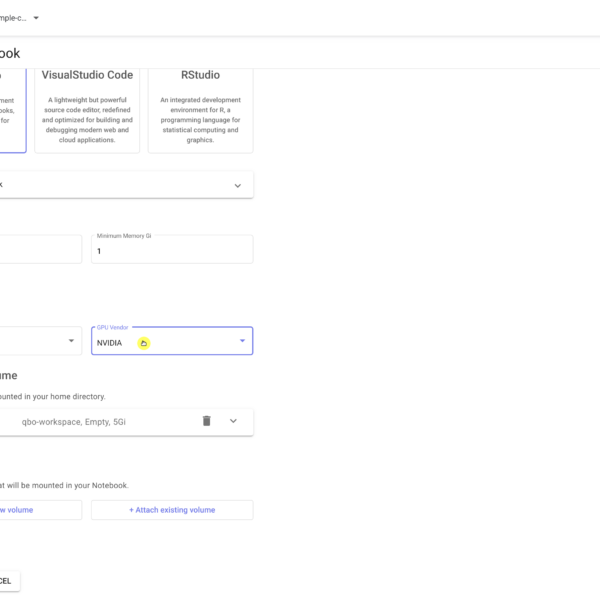 mple-c...
ook
VisualStudio Code
RStudio
A lightweight but powerful
source code editor, redefined
and optimized for building and
debugging modern web and
cloud applications.
An integrated development
environment for R, a
programming language for
statistical computing and
graphics.
ment
ooks,
for
k
Minimum Memory Gi
1
GPU Vendor
NVIDIA
ume
ounted in your home directory.
qbo-workspace, Empty, 5Gi
at will be mounted in your Notebook.
w volume
+ Attach existing volume
CEL